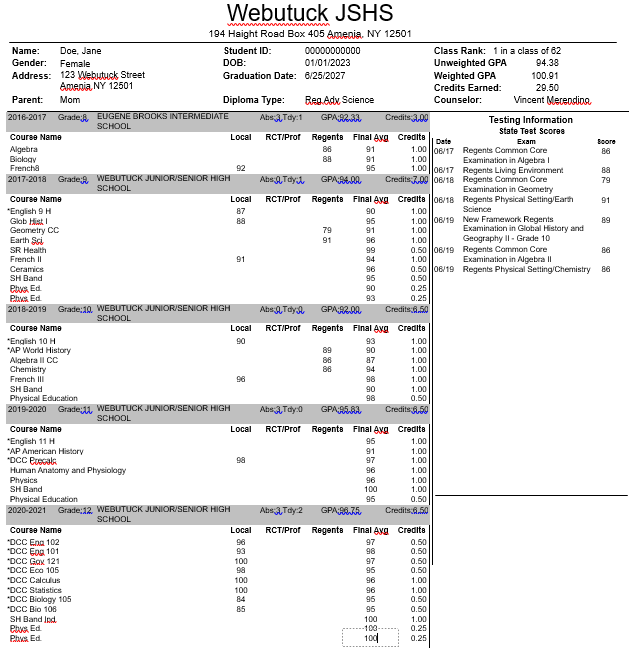 Webutuck JSHS
194 Haight Road Box 405 Amenia, NY 12501
Name: Doe, Jane Student ID: 00000000000 Class Rank: 1 in a class of 62
Gender: Female DOB: 01/01/2023 Unweighted GPA 94.38
Address: 123 Webutuck Street Graduation Date: 6/25/2027 Weighted GPA 100.91
Amenia,NY 12501 Credits Earned: 29.50
Parent: Mom Diploma Type: Reg Adv Science Counselor: Vincent Merendino
2016-2017 Grade:8, EUGENE BROOKS INTERMEDIATE SCHOOL Abs:3,Tdy:1 GPA:92.33 Credits:3.00
Course Name Local RCT/Prof Regents Final Avg Credits
Algebra 86 91 1.00
Biology 88 91 1.00
French8 92 95 1.00
2017-2018 Grade:9, WEBUTUCK JUNIOR/SENIOR HIGH SCHOOL Abs:0,Tdy:1, GPA:94.00 Credits:7.00
Course Name Local RCT/Prof Regents Final Avg Credits
*English 9 H 87 90 1.00
Glob Hist I 88 95 1.00
Geometry CC 79 91 1.00
Earth Sci 91 96 1.00
SR Health 99 0.50
French II 91 94 1.00
Ceramics 96 0.50
SH Band 95 0.50
Phys Ed. 90 0.25
Phys Ed. 93 0.25
2018-2019 Grade:10, WEBUTUCK JUNIOR/SENIOR HIGH SCHOOL Abs:3,Tdy:0, GPA:92.00 Credits:6.50
Course Name Local RCT/Prof Regents Final Avg Credits
*English 10 H 90 93 1.00
*AP World History 89 90 1.00
Algebra II CC 86 87 1.00
Chemistry 86 94 1.00
French III 96 98 1.00
SH Band 90 1.00
Physical Education 98 0.50
2019-2020 Grade:11, WEBUTUCK JUNIOR/SENIOR HIGH SCHOOL Abs:3,Tdy:0 GPA:95.83 Credits:6.50
Course Name Local RCT/Prof Regents Final Avg Credits
*English 11 H 95 1.00
*AP American History 91 1.00
*DCC Precalc 98 97 1.00
Human Anatomy and Physiology 96 1.00
Physics 96 1.00
SH Band 100 1.00
Physical Education 95 0.50
2020-2021 Grade:12, WEBUTUCK JUNIOR/SENIOR HIGH SCHOOL Abs:3,Tdy:2 GPA:96.75 Credits:6.50
Course Name Local RCT/Prof Regents Final Avg Credits
*DCC Eng 102 96 97 0.50
*DCC Eng 101 93 98 0.50
*DCC Gov 121 100 97 0.50
*DCC Eco 105 98 95 0.50
*DCC Calculus 100 96 1.00
*DCC Statistics 100 96 1.00
*DCC Biology 105 84 95 0.50
*DCC Bio 106 85 95 0.50
SH Band Ind. 100 1.00
Phys Ed. 100 0.25
Phys Ed. 100 0.25
Testing Information
State Test Scores
Date Exam Score
06/17 Regents Common Core 86
Examination in Algebra I
06/17 Regents Living Environment 88
06/18 Regents Common Core 79
Examination in Geometry
06/18 Regents Physical Setting/Earth 91
Science
06/19 New Framework Regents 89
Examination in Global History and
Geography II - Grade 10
06/19 Regents Common Core 86
Examination in Algebra II
06/19 Regents Physical Setting/Chemistry 86